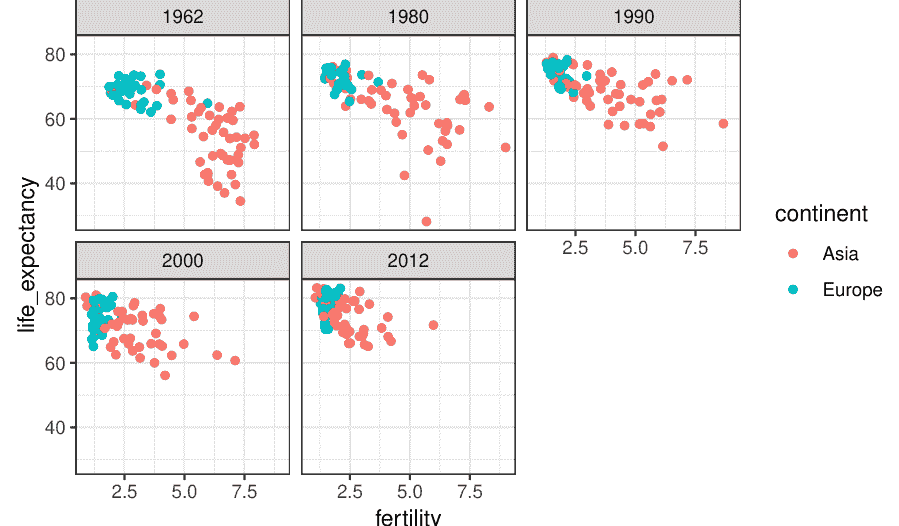 1962 1980 1990
80
60
40
2.5 5.0 7.5
2000 2012
80
60
40
2.5 5.0 7.5 2.5 5.0 7.5
life_expectancy
fertility
continent
Asia
Europe